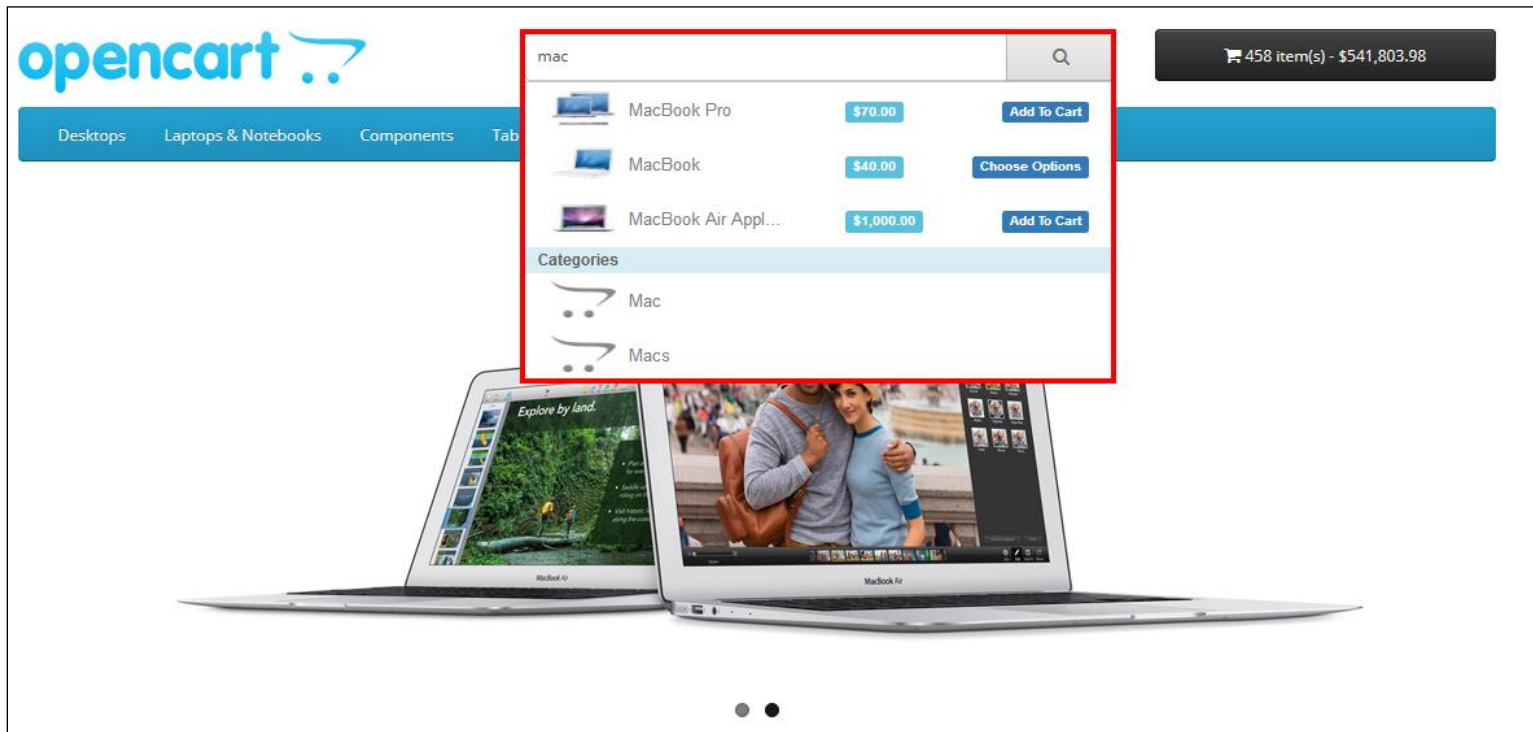 opencart
mac
458 item(s) - $541,803.98
Desktops Laptops & Notebooks Components Tab
MacBook Pro $70.00 Add To Cart
MacBook $40.00 Choose Options
MacBook Air Appl... $1,000.00 Add To Cart
Categories
Mac
Macs
Explore by land.
MacBook Air
MacBook Air